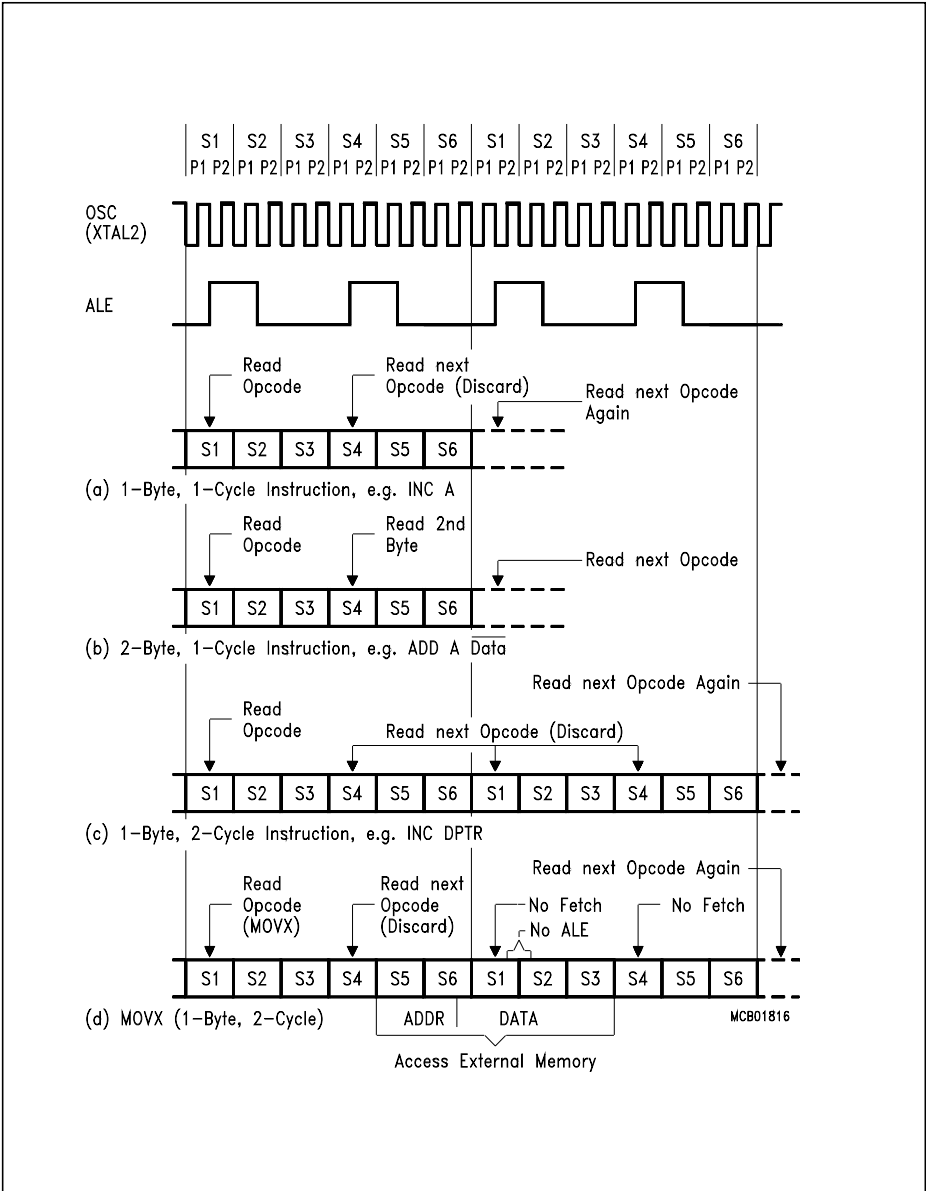 S1 S2 S3 S4 S5 S6 S1 S2 S3 S4 S5 S6
P1 P2 P1 P2 P1 P2 P1 P2 P1 P2 P1 P2 P1 P2 P1 P2 P1 P2 P1 P2 P1 P2 P1 P2
OSC
(XTAL2)
ALE
Read
Opcode
Read next
Opcode (Discard)
Read next Opcode
Again
S1 S2 S3 S4 S5 S6
(a) 1-Byte, 1-Cycle Instruction, e.g. INC A
Read
Opcode
Read 2nd
Byte
Read next Opcode
S1 S2 S3 S4 S5 S6
(b) 2-Byte, 1-Cycle Instruction, e.g. ADD A Data
Read next Opcode Again
Read
Opcode
Read next Opcode (Discard)
S1 S2 S3 S4 S5 S6 S1 S2 S3 S4 S5 S6
(c) 1-Byte, 2-Cycle Instruction, e.g. INC DPTR
Read next Opcode Again
Read
Opcode
(MOVX)
Read next
Opcode
(Discard)
No Fetch
No ALE
No Fetch
S1 S2 S3 S4 S5 S6 S1 S2 S3 S4 S5 S6
(d) MOVX (1-Byte, 2-Cycle)
ADDR
DATA
MCB01816
Access External Memory